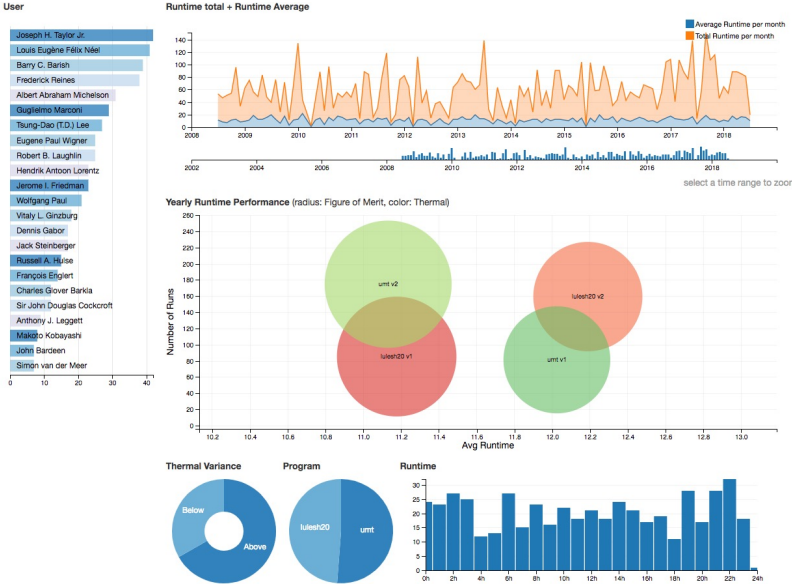 User
Joseph H. Taylor Jr.
Louis Eugène Félix Néel
Barry C. Barish
Frederick Reines
Albert Abraham Michelson
Guglielmo Marconi
Tsung-Dao (T.D.) Lee
Eugene Paul Wigner
Robert B. Laughlin
Hendrik Antoon Lorentz
Jerome I. Friedman
Wolfgang Paul
Vitaly L. Ginzburg
Dennis Gabor
Jack Steinberger
Russell A. Hulse
François Englert
Charles Glover Barkla
Sir John Douglas Cockcroft
Anthony J. Leggett
Makoto Kobayashi
John Bardeen
Simon van der Meer
0 10 20 30 40
Runtime total + Runtime Average
Average Runtime per month
Total Runtime per month
140
120
100
80
60
40
20
0
2008 2009 2010 2011 2012 2013 2014 2015 2016 2017 2018
2002 2004 2006 2008 2010 2012 2014 2016 2018
select a time range to zoom
Yearly Runtime Performance (radius: Figure of Merit, color: Thermal)
Number of Runs
260
240
220
200
180
160
140
120
100
80
60
40
20
0
umt v2
lulesh20 v2
lulesh20 v1
umt v1
10.2 10.4 10.6 10.8 11.0 11.2 11.4 11.6 11.8 12.0 12.2 12.4 12.6 12.8 13.0
Avg Runtime
Thermal Variance
Below
Above
Program
lulesh20
umt
Runtime
30
25
20
15
10
5
0
0h 2h 4h 6h 8h 10h 12h 14h 16h 18h 20h 22h 24h